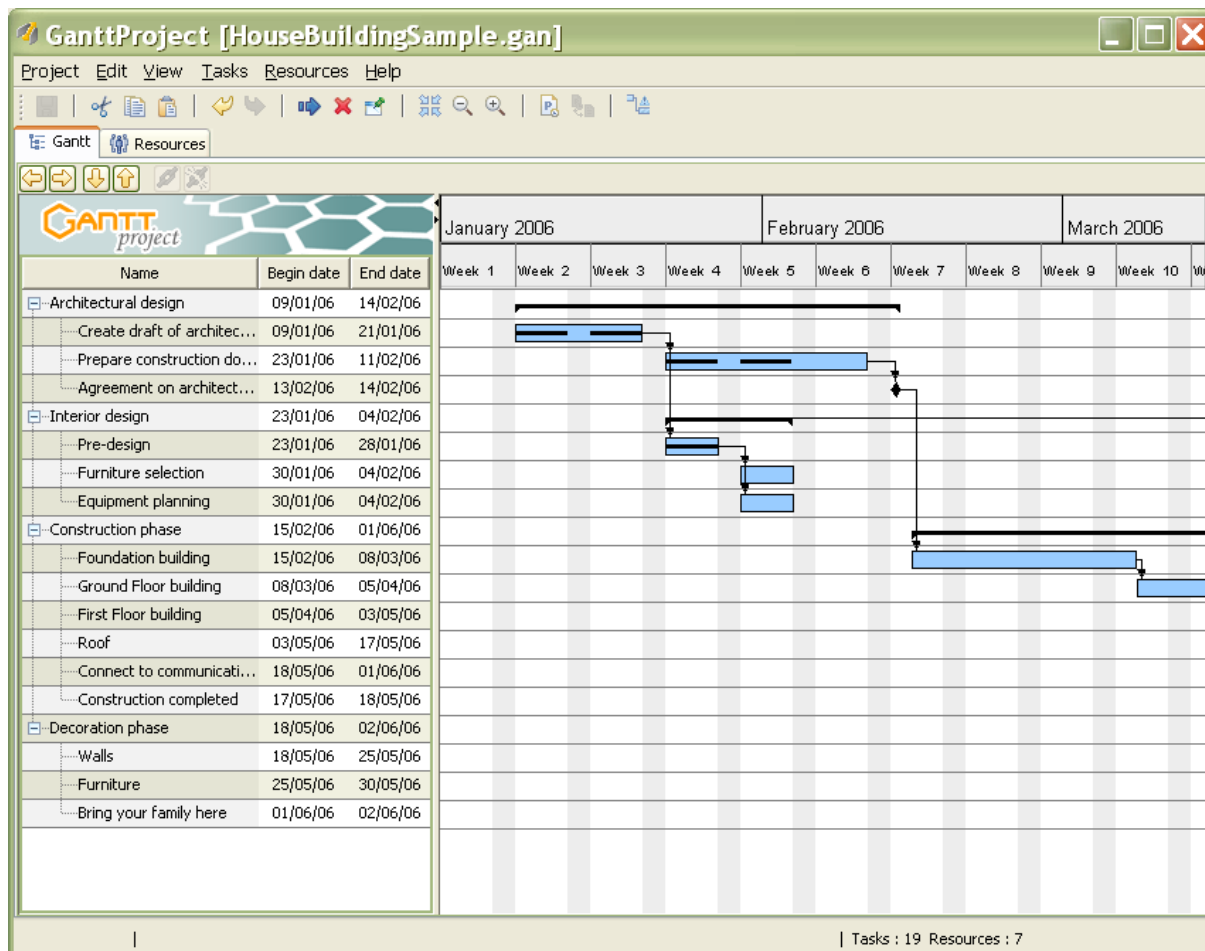 GanttProject [HouseBuildingSample.gan]
Project Edit View Tasks Resources Help
Gantt Resources
GANTT
project
January 2006 February 2006 March 2006
Name Begin date End date Week 1 Week 2 Week 3 Week 4 Week 5 Week 6 Week 7 Week 8 Week 9 Week 10 W
Architectural design 09/01/06 14/02/06
Create draft of architec... 09/01/06 21/01/06
Prepare construction do... 23/01/06 11/02/06
Agreement on architect... 13/02/06 14/02/06
Interior design 23/01/06 04/02/06
Pre-design 23/01/06 28/01/06
Furniture selection 30/01/06 04/02/06
Equipment planning 30/01/06 04/02/06
Construction phase 15/02/06 01/06/06
Foundation building 15/02/06 08/03/06
Ground Floor building 08/03/06 05/04/06
First Floor building 05/04/06 03/05/06
Roof 03/05/06 17/05/06
Connect to communicati... 18/05/06 01/06/06
Construction completed 17/05/06 18/05/06
Decoration phase 18/05/06 02/06/06
Walls 18/05/06 25/05/06
Furniture 25/05/06 30/05/06
Bring your family here 01/06/06 02/06/06
Tasks : 19 Resources : 7